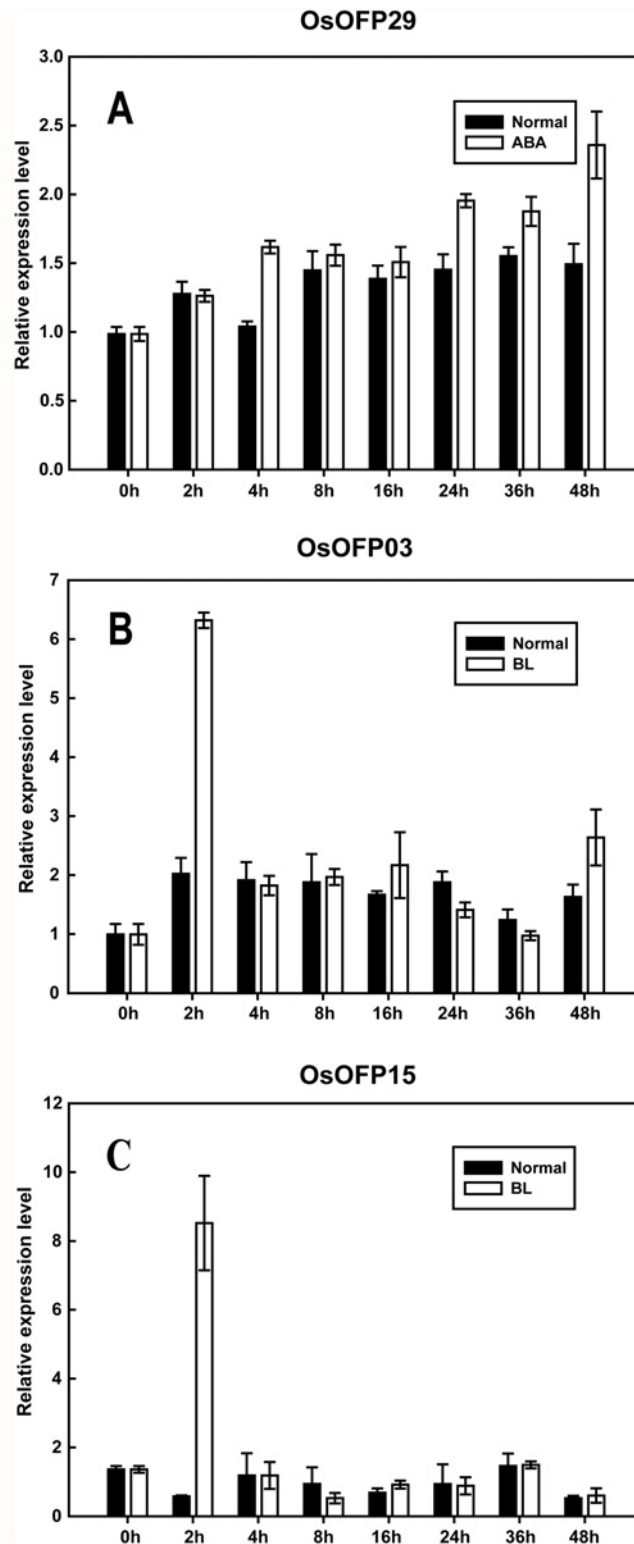 OsOFP29
A
Relative expression level
3.0
2.5
2.0
1.5
1.0
0.5
0.0
Normal
ABA
0h 2h 4h 8h 16h 24h 36h 48h
OsOFP03
B
Relative expression level
7
6
5
4
3
2
1
0
Normal
BL
0h 2h 4h 8h 16h 24h 36h 48h
OsOFP15
C
Relative expression level
12
10
8
6
4
2
0
Normal
BL
0h 2h 4h 8h 16h 24h 36h 48h